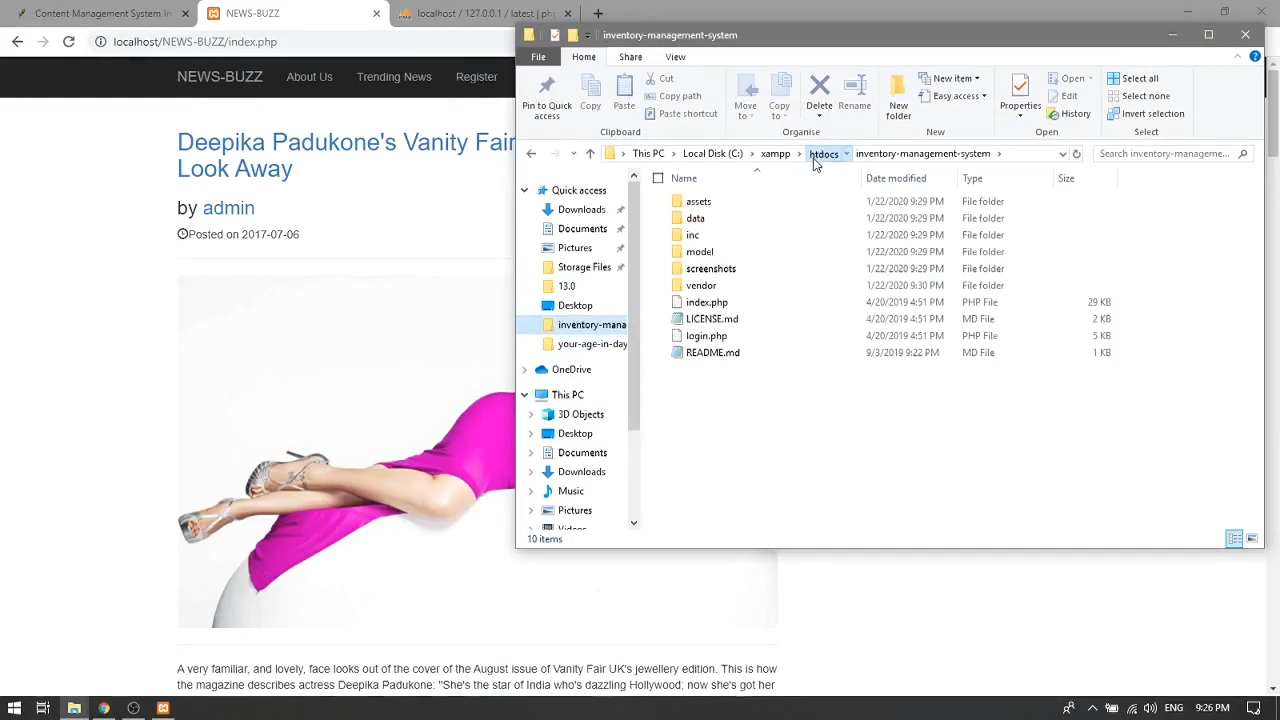 Content Management System In
NEWS-BUZZ
localhost / 127.0.0.1 / latest | ph
localhost/NEWS-BUZZ/index.php
NEWS-BUZZ
About Us
Trending News
Register
Deepika Padukone's Vanity Fair
Look Away
by admin
Posted on 2017-07-06
A very familiar, and lovely, face looks out of the cover of the August issue of Vanity Fair UK's jewellery edition. This is how
the magazine describes actress Deepika Padukone: "She's the star of India who's dazzling Hollywood; now she's got her
inventory-management-system
File
Home
Share
View
Pin to Quick
access
Copy
Paste
Cut
Copy path
Paste shortcut
Clipboard
Move
to
Copy
to
Delete
Rename
Organise
New
folder
New item
Easy access
New
Properties
Open
Edit
History
Open
Select all
Select none
Invert selection
Select
This PC > Local Disk (C:) > xampp > htdocs inventory-management-system >
Search inventory-manageme...
Name
Date modified
Type
Size
Quick access
Downloads
Documents
Pictures
Storage Files
13.0
Desktop
inventory-mana
your-age-in-day
OneDrive
This PC
3D Objects
Desktop
Documents
Downloads
Music
Pictures
Videos
assets 1/22/2020 9:29 PM File folder
data 1/22/2020 9:29 PM File folder
inc 1/22/2020 9:29 PM File folder
model 1/22/2020 9:29 PM File folder
screenshots 1/22/2020 9:29 PM File folder
vendor 1/22/2020 9:30 PM File folder
index.php 4/20/2019 4:51 PM PHP File 29 KB
LICENSE.md 4/20/2019 4:51 PM MD File 2 KB
login.php 4/20/2019 4:51 PM PHP File 5 KB
README.md 9/3/2019 9:22 PM MD File 1 KB
10 items
ENG
9:26 PM